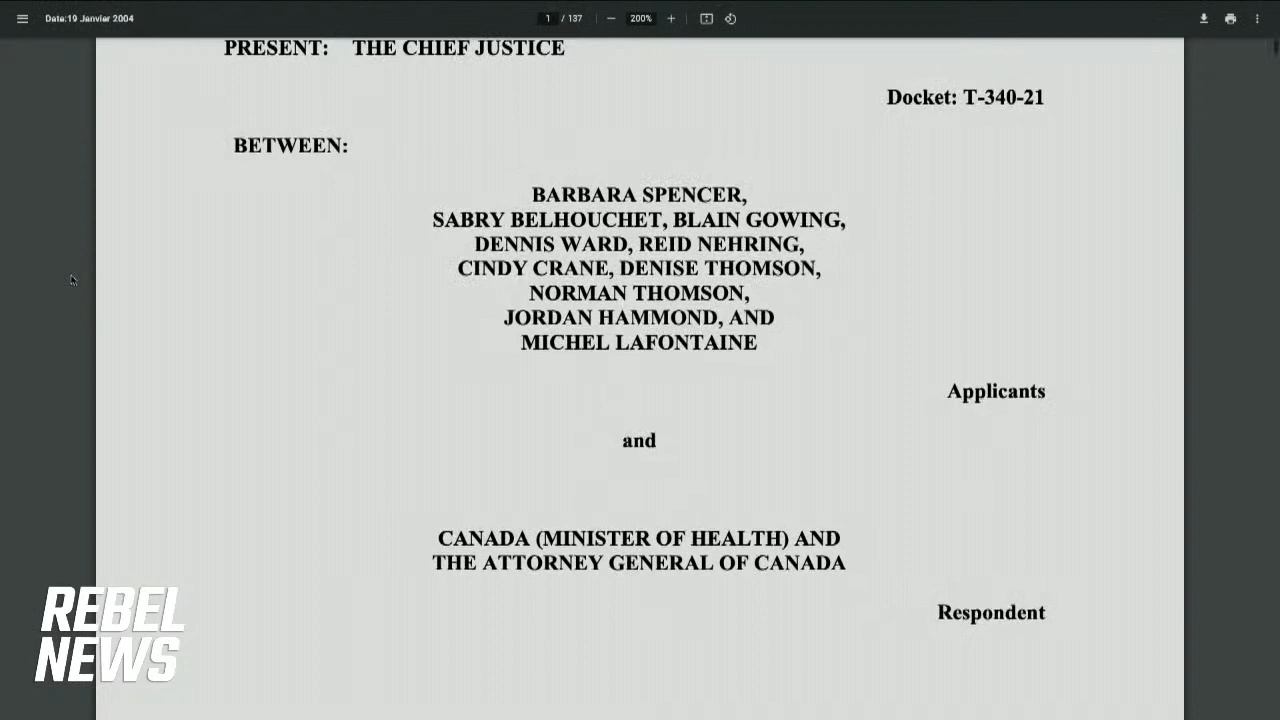 Date:19 Janvier 2004
1 / 137
200%
PRESENT: THE CHIEF JUSTICE
Docket: T-340-21
BETWEEN:
BARBARA SPENCER,
SABRY BELHOUCHET, BLAIN GOWING,
DENNIS WARD, REID NEHRING,
CINDY CRANE, DENISE THOMSON,
NORMAN THOMSON,
JORDAN HAMMOND, AND
MICHEL LAFONTAINE
Applicants
and
CANADA (MINISTER OF HEALTH) AND
THE ATTORNEY GENERAL OF CANADA
Respondent
REBEL
NEWS